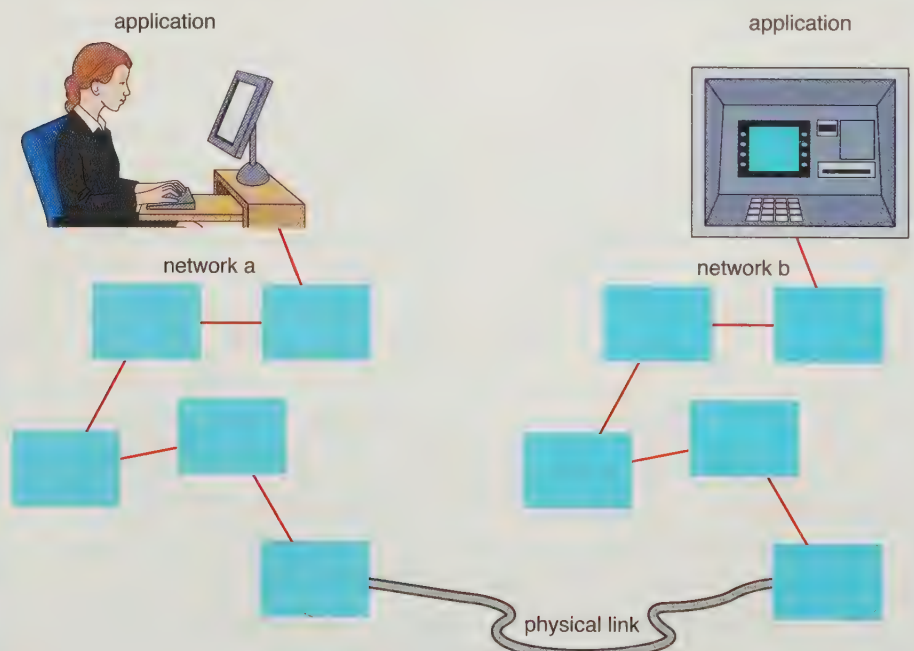 application
application
network a
network b
physical link